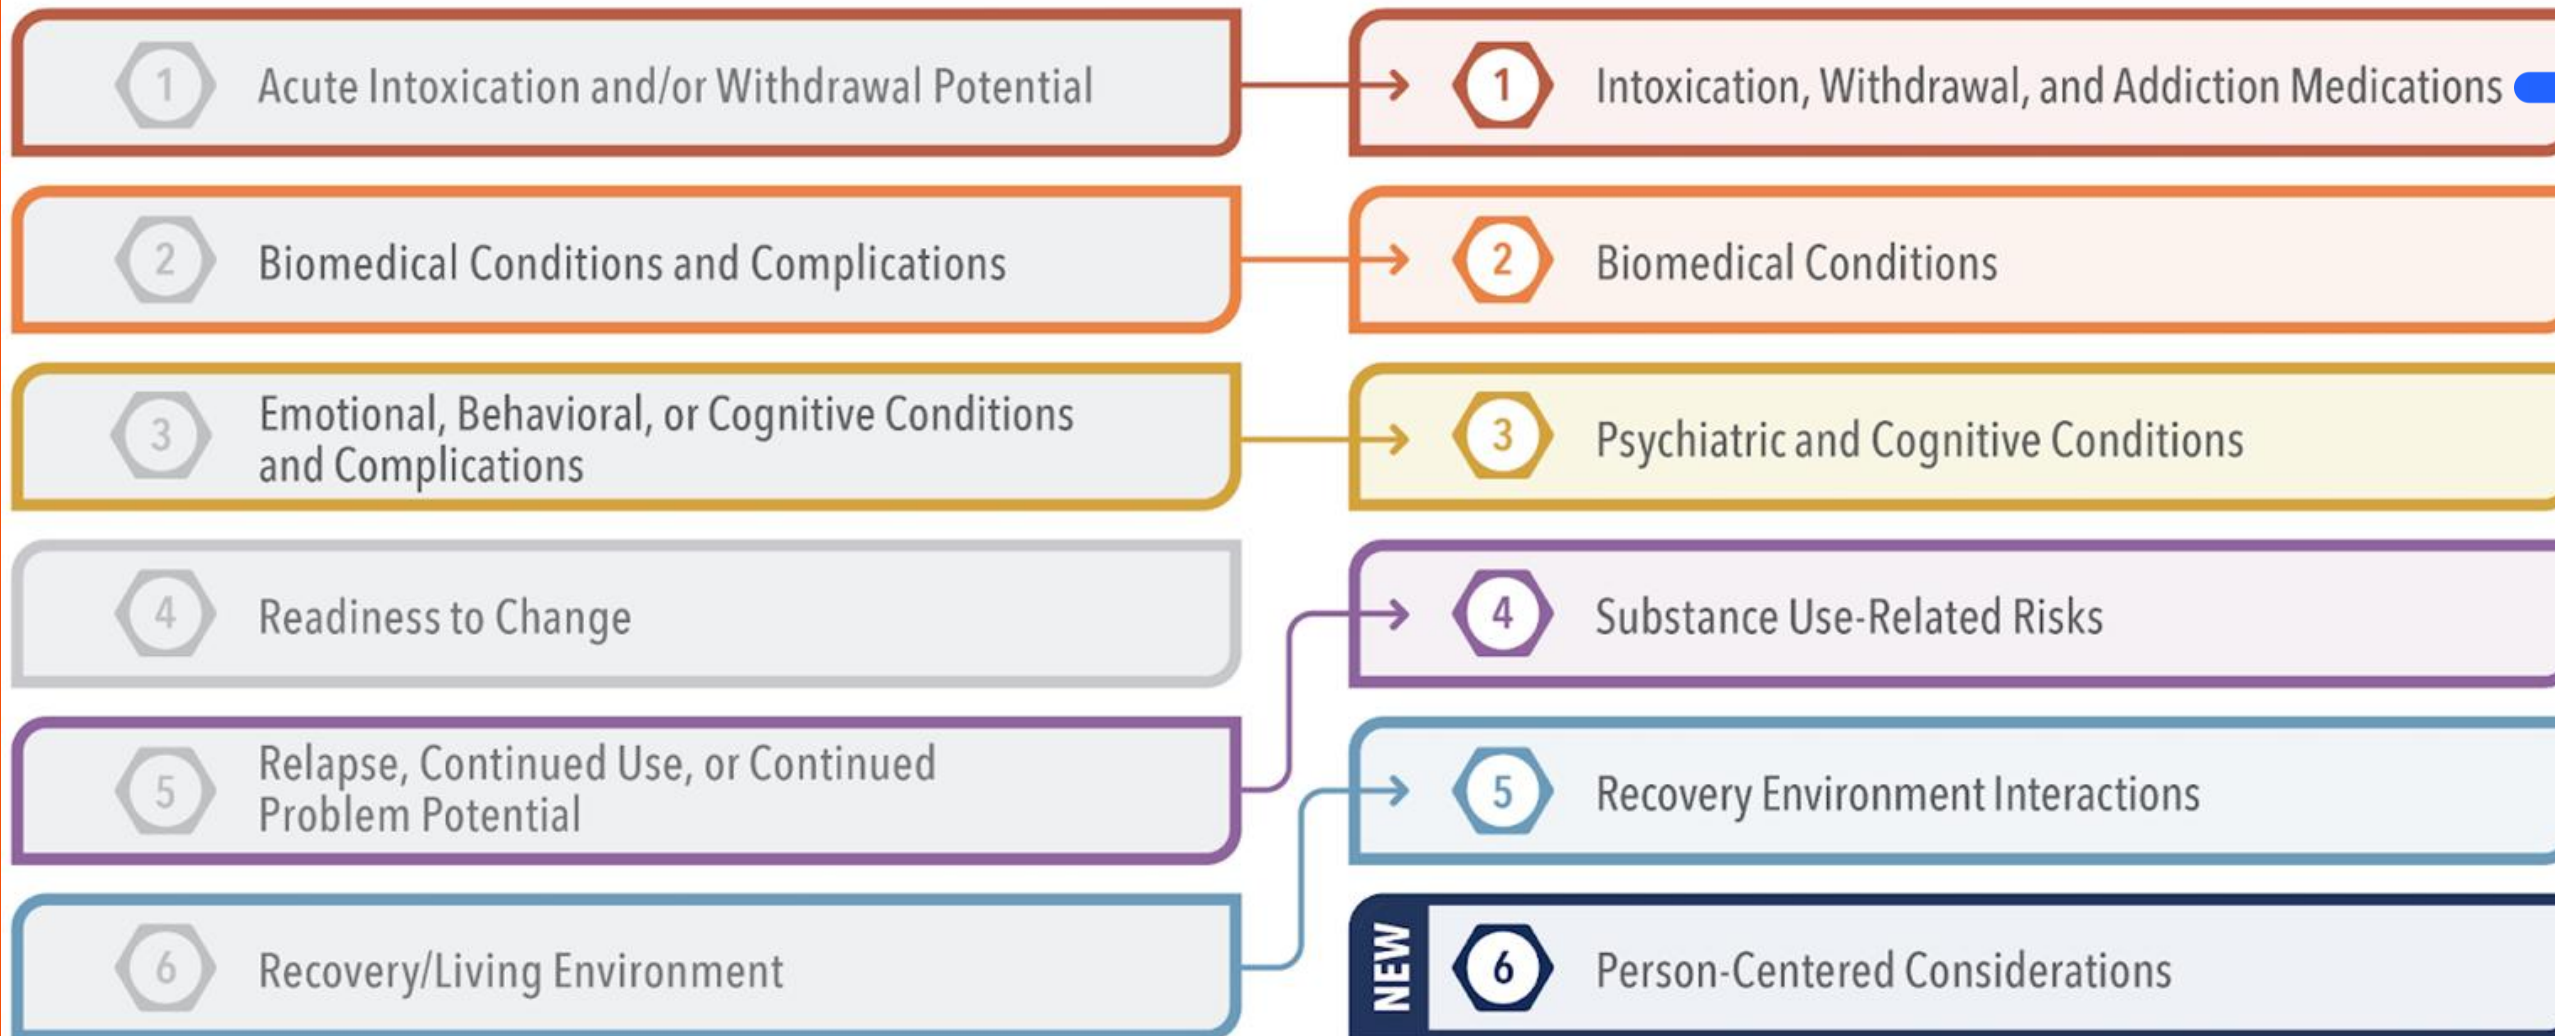 1 Acute Intoxication and/or Withdrawal Potential
1 Intoxication, Withdrawal, and Addiction Medications
2 Biomedical Conditions and Complications
2 Biomedical Conditions
3 Emotional, Behavioral, or Cognitive Conditions
and Complications
3 Psychiatric and Cognitive Conditions
4 Readiness to Change
4 Substance Use-Related Risks
5 Relapse, Continued Use, or Continued
Problem Potential
5 Recovery Environment Interactions
6 Recovery/Living Environment
NEW
6 Person-Centered Considerations